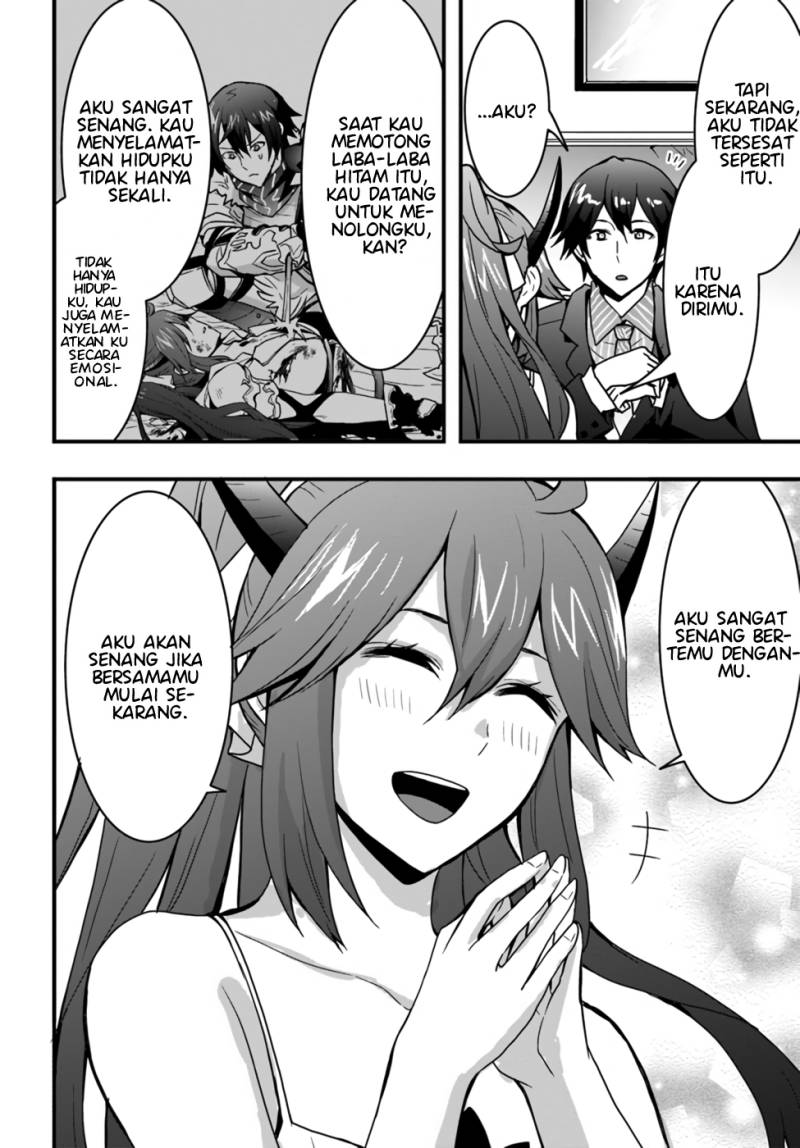 TAPI
SEKARANG,
AKU TIDAK
TERSESAT
SEPERTI
ITU.
ITU
KARENA
DIRIMU.
...AKU?
SAAT KAU
MEMOTONG
LABA-LABA
HITAM ITU,
KAU DATANG
UNTUK ME-
NOLONGKU,
KAN?
AKU SANGAT
SENANG. KAU
MENYELAMAT-
KAN HIDUPKU
TIDAK HANYA
SEKALI.
TIDAK
HANYA
HIDUP-
KU, KAU
JUGA ME-
NYELAM-
ATKAN KU
SECARA
EMOSI-
ONAL.
AKU SANGAT
SENANG BER-
TEMU DENGAN-
MU.
AKU AKAN
SENANG JIKA
BERSAMAMU
MULAI SE-
KARANG.